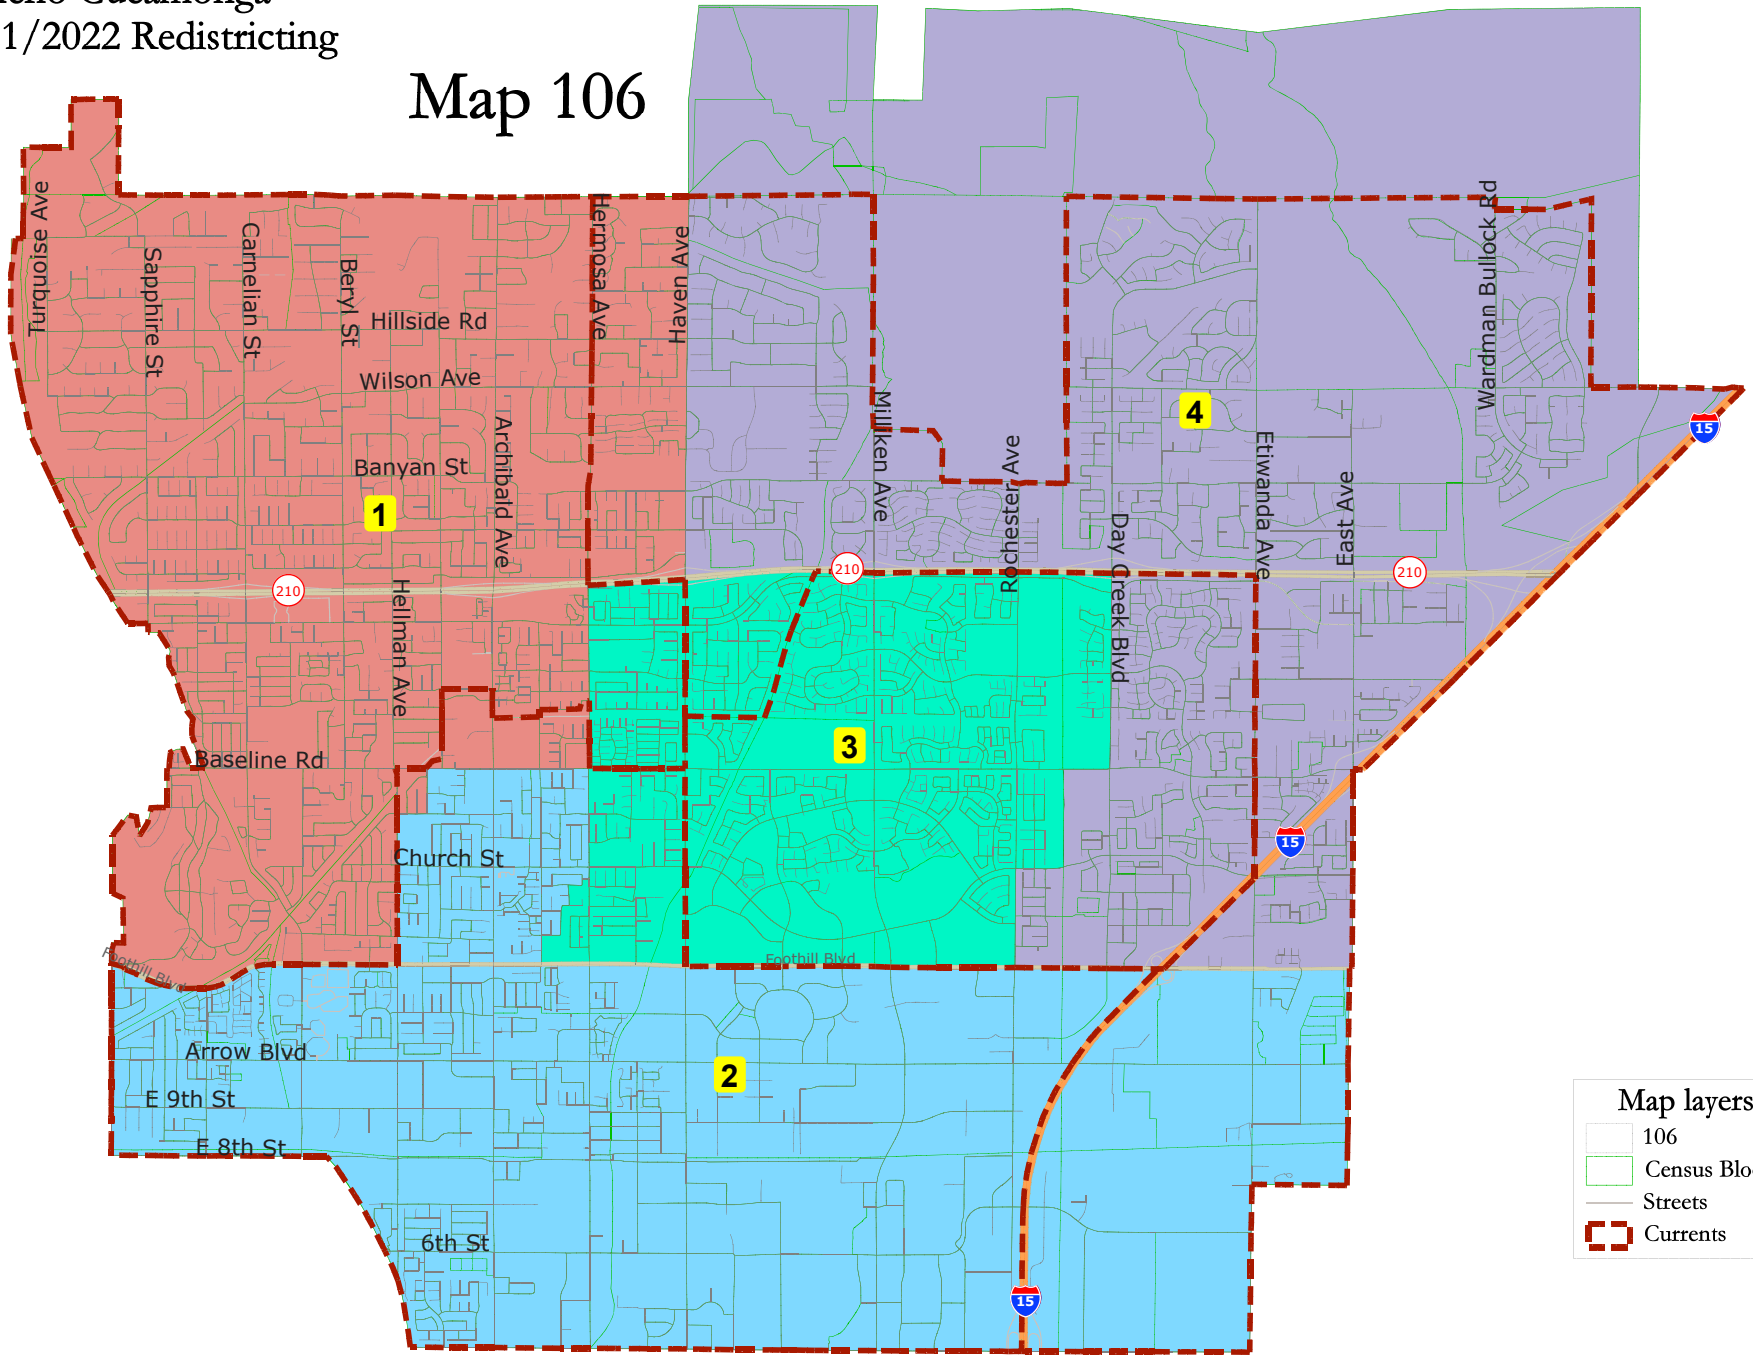 1/2022 Redistricting
Map 106
Turquoise Ave
Sapphire St
Carnelian St
Beryl St
Hermosa Ave
Haven Ave
Hillside Rd
Wilson Ave
Archibald Ave
Banyan St
1
Milliken Ave
Rochester Ave
4
Day Creek Blvd
Etiwanda Ave
East Ave
Wardman Bullock Rd
15
210
210
210
Hellman Ave
Baseline Rd
3
15
Church St
Foothill Blvd
Foothill Blvd
Arrow Blvd
2
E 9th St
E 8th St
6th St
15
Map layers
106
Census
Streets
Currents